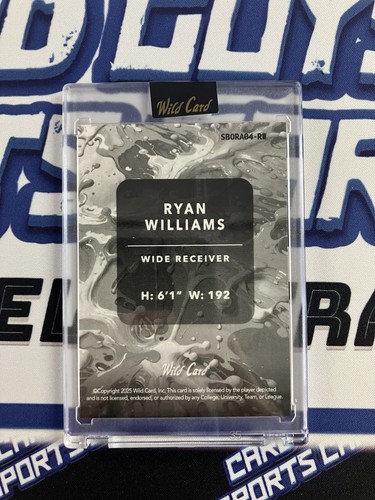 Wild Card
SBORA04-RW
RYAN
WILLIAMS
WIDE RECEIVER
H: 6'1" W: 192
Wild Card
©Copyright 2025 Wild Card, Inc. This card is solely licensed by the player depicted
and is not licensed, endorsed, or authorized by any College, University, Team, or League.
CARD
SPORTS CARDS